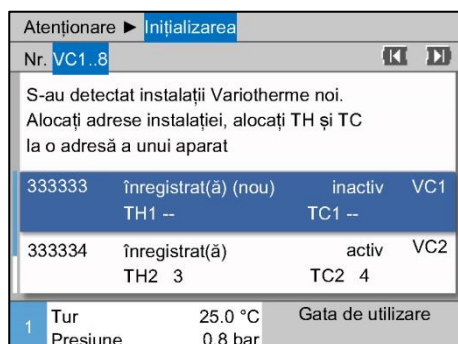 Atenționare ► Inițializarea
Nr. VC1..8
S-au detectat instalații Variotherme noi.
Alocați adrese instalației, alocați TH și TC
la o adresă a unui aparat
333333 înregistrat(ă) (nou) inactiv VC1
TH1 -- TC1 --
333334 înregistrat(ă) activ VC2
TH2 3 TC2 4
1 Tur 25.0 °C Gata de utilizare
Presiune 0.8 bar